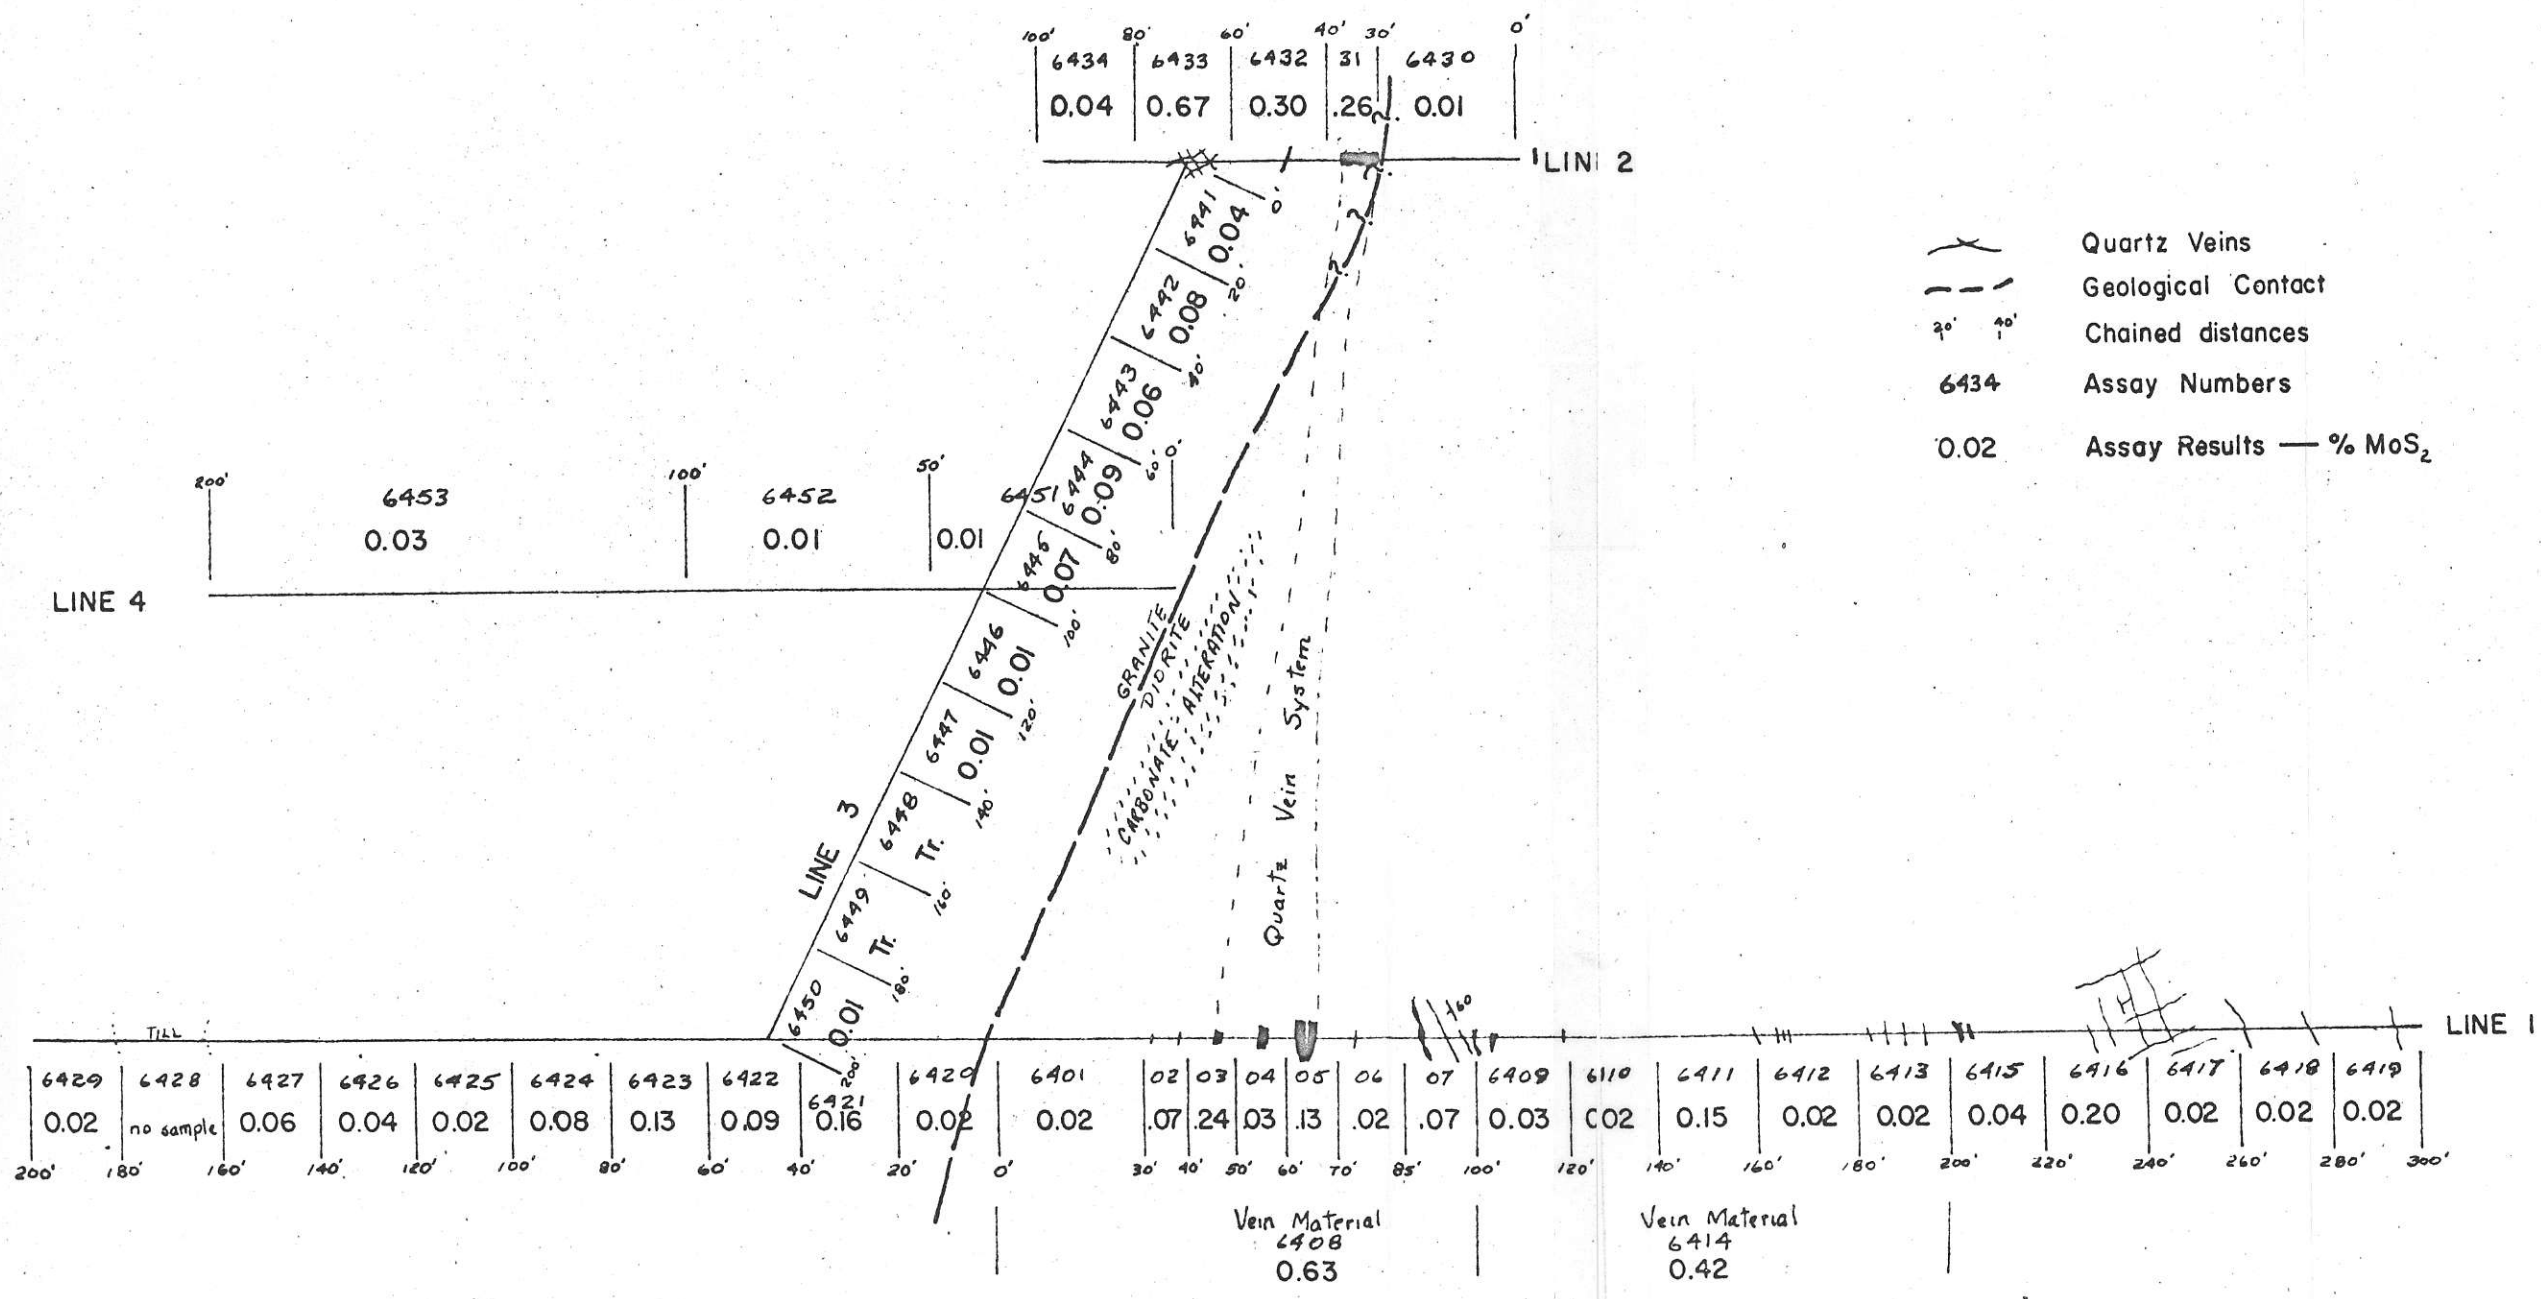 100' 80' 60' 40' 30' 0'
6434 6433 6432 31 6430
0.04 0.67 0.30 .26 ? 0.01
LIN 2
?
?
?
Quartz Veins
Geological Contact
20' 40' Chained distances
6434 Assay Numbers
0.02 Assay Results — % MoS2
0'
6441
0.04
20'
6442
0.08
40'
6443
0.06
60'
6444
0.09
80'
6445
0.07
100'
6446
0.01
120'
6447
0.01
140'
6448
Tr.
160'
6449
Tr.
180'
6450
0.01
200'
LINE 3
200' 100' 50' 0'
6453 6452 6451
0.03 0.01 0.01
LINE 4
GRANITE
DIORITE
CARBONATE ALTERATION
Quartz Vein System
TILL
60
LINE 1
6429 6428 6427 6426 6425 6424 6423 6422 6421 6420 6401 02 03 04 05 06 07 6409 6110 6411 6412 6413 6415 6416 6417 6418 6419
0.02 no sample 0.06 0.04 0.02 0.08 0.13 0.09 0.16 0.02 0.02 .07 .24 .03 .13 .02 .07 0.03 002 0.15 0.02 0.02 0.04 0.20 0.02 0.02 0.02
200' 180' 160' 140' 120' 100' 80' 60' 40' 20' 0' 30' 40' 50' 60' 70' 85' 100' 120' 140' 160' 180' 200' 220' 240' 260' 280' 300'
Vein Material
6408
0.63
Vein Material
6414
0.42